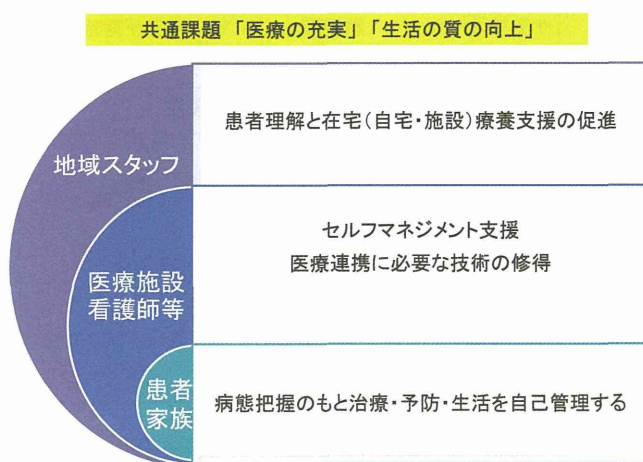 共通課題 「医療の充実」「生活の質の向上」
地域スタッフ
患者理解と在宅(自宅・施設)療養支援の促進
医療施設
看護師等
セルフマネジメント支援
医療連携に必要な技術の修得
患者
家族
病態把握のもと治療・予防・生活を自己管理する